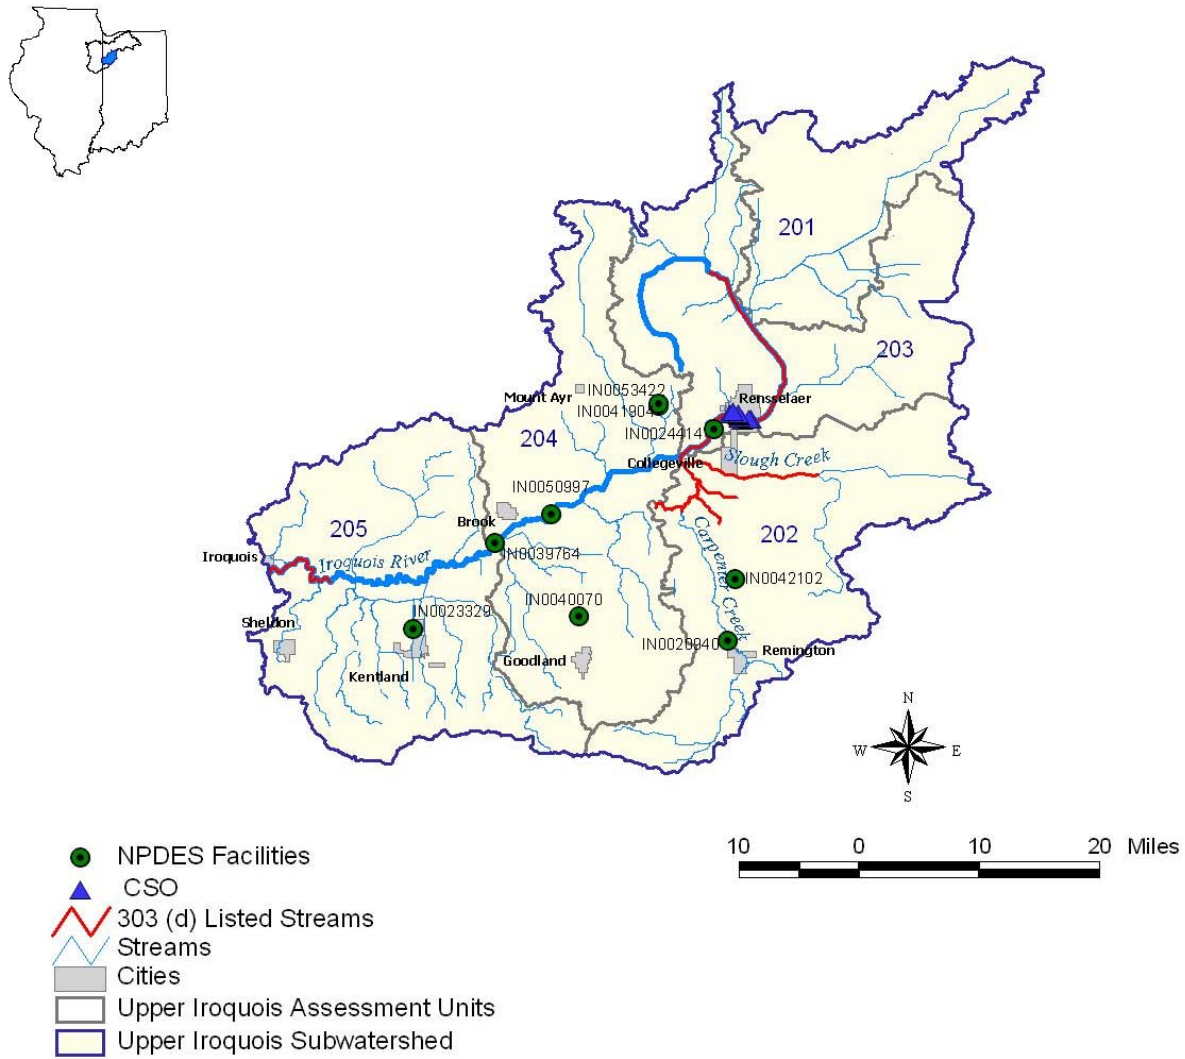 201
203
Mount Ayr
IN0053422
Rensselaer
IN0041904
204
IN0024414
Collegeville
Slough Creek
IN0050997
205
Brook
202
Iroquois
Iroquois River
IN0039764
Carpenter Creek
IN0042102
IN0023329
IN0040070
Sheldon
IN0020940
Remington
Goodland
Kentland
N
W
E
S
10 0 10 20 Miles
NPDES Facilities
CSO
303 (d) Listed Streams
Streams
Cities
Upper Iroquois Assessment Units
Upper Iroquois Subwatershed